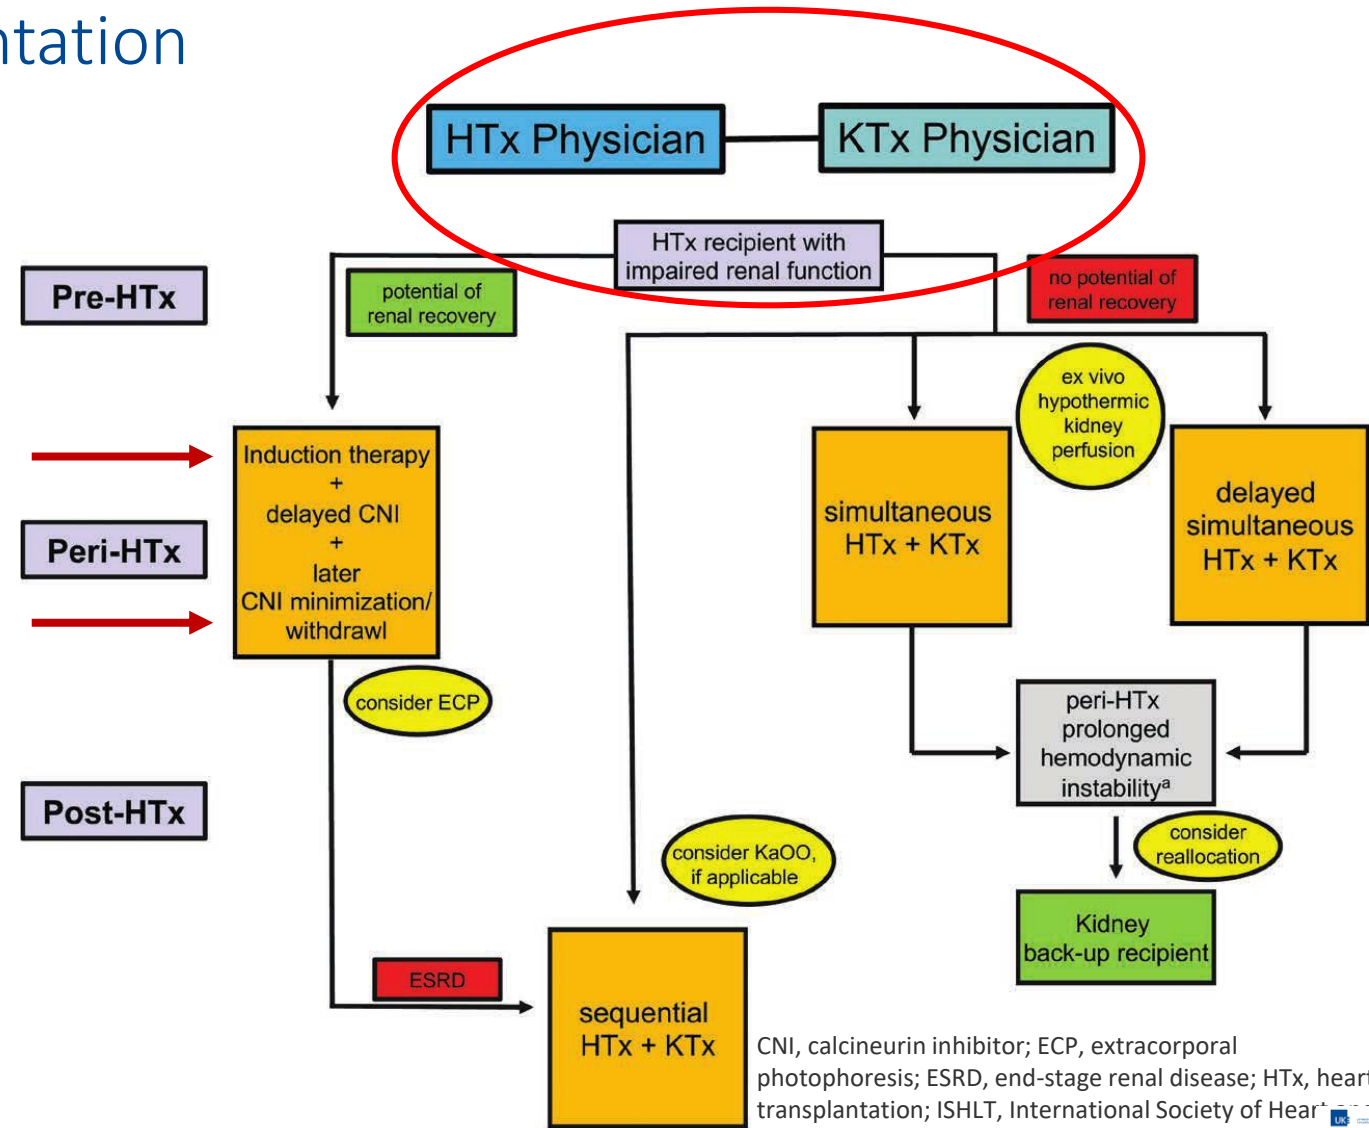 ntation
HTx Physician
KTx Physician
HTx recipient with
impaired renal function
Pre-HTx
potential of
renal recovery
no potential of
renal recovery
ex vivo
hypothermic
kidney
perfusion
Induction therapy
+
delayed CNI
+
later
CNI minimization/
withdrawl
Peri-HTx
simultaneous
HTx + KTx
delayed
simultaneous
HTx + KTx
consider ECP
peri-HTx
prolonged
hemodynamic
instabilityᵃ
Post-HTx
consider KaOO,
if applicable
consider
reallocation
Kidney
back-up recipient
ESRD
sequential
HTx + KTx
CNI, calcineurin inhibitor; ECP, extracorporal
photophoresis; ESRD, end-stage renal disease; HTx, heart
transplantation; ISHLT, International Society of Heart